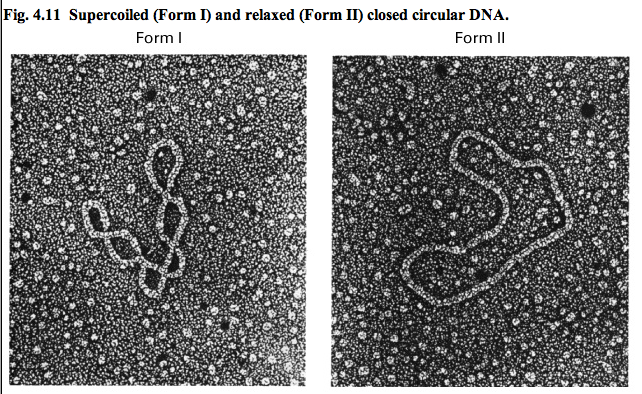 Fig. 4.11 Supercoiled (Form I) and relaxed (Form II) closed circular DNA.
Form I
Form II